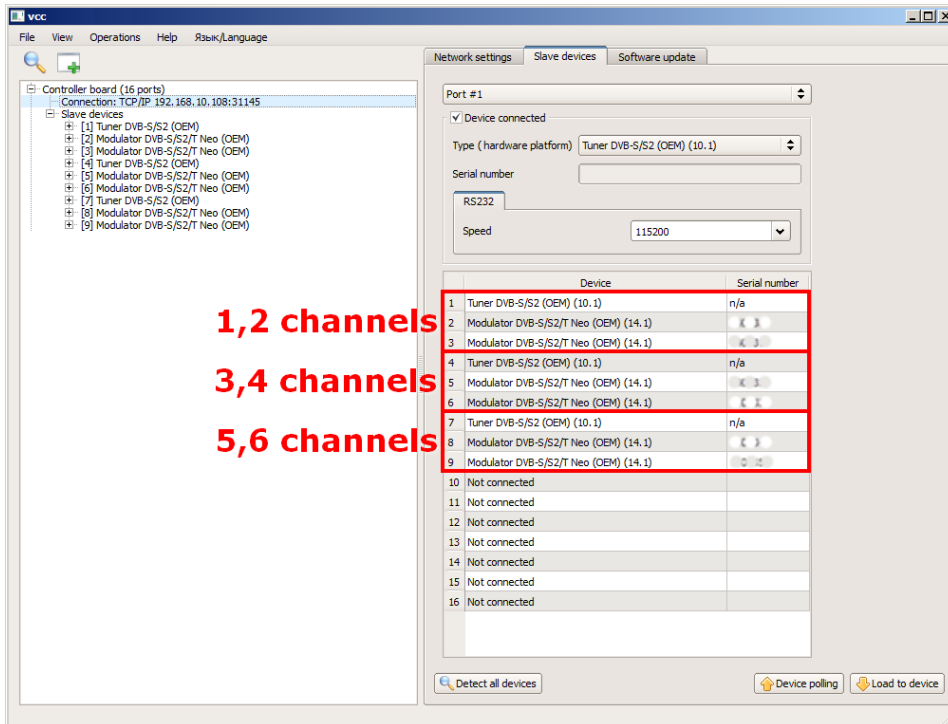 vcc
File View Operations Help Язык/Language
Network settings Slave devices Software update
Controller board (16 ports)
Connection: TCP/IP 192.168.10.108:31145
Slave devices
[1] Tuner DVB-S/S2 (OEM)
[2] Modulator DVB-S/S2/T Neo (OEM)
[3] Modulator DVB-S/S2/T Neo (OEM)
[4] Tuner DVB-S/S2 (OEM)
[5] Modulator DVB-S/S2/T Neo (OEM)
[6] Modulator DVB-S/S2/T Neo (OEM)
[7] Tuner DVB-S/S2 (OEM)
[8] Modulator DVB-S/S2/T Neo (OEM)
[9] Modulator DVB-S/S2/T Neo (OEM)
Port #1
Device connected
Type ( hardware platform) Tuner DVB-S/S2 (OEM) (10.1)
Serial number
RS232
Speed 115200
Device Serial number
1 Tuner DVB-S/S2 (OEM) (10.1) n/a
2 Modulator DVB-S/S2/T Neo (OEM) (14.1)
3 Modulator DVB-S/S2/T Neo (OEM) (14.1)
4 Tuner DVB-S/S2 (OEM) (10.1) n/a
5 Modulator DVB-S/S2/T Neo (OEM) (14.1)
6 Modulator DVB-S/S2/T Neo (OEM) (14.1)
7 Tuner DVB-S/S2 (OEM) (10.1) n/a
8 Modulator DVB-S/S2/T Neo (OEM) (14.1)
9 Modulator DVB-S/S2/T Neo (OEM) (14.1)
10 Not connected
11 Not connected
12 Not connected
13 Not connected
14 Not connected
15 Not connected
16 Not connected
1,2 channels
3,4 channels
5,6 channels
Detect all devices Device polling Load to device